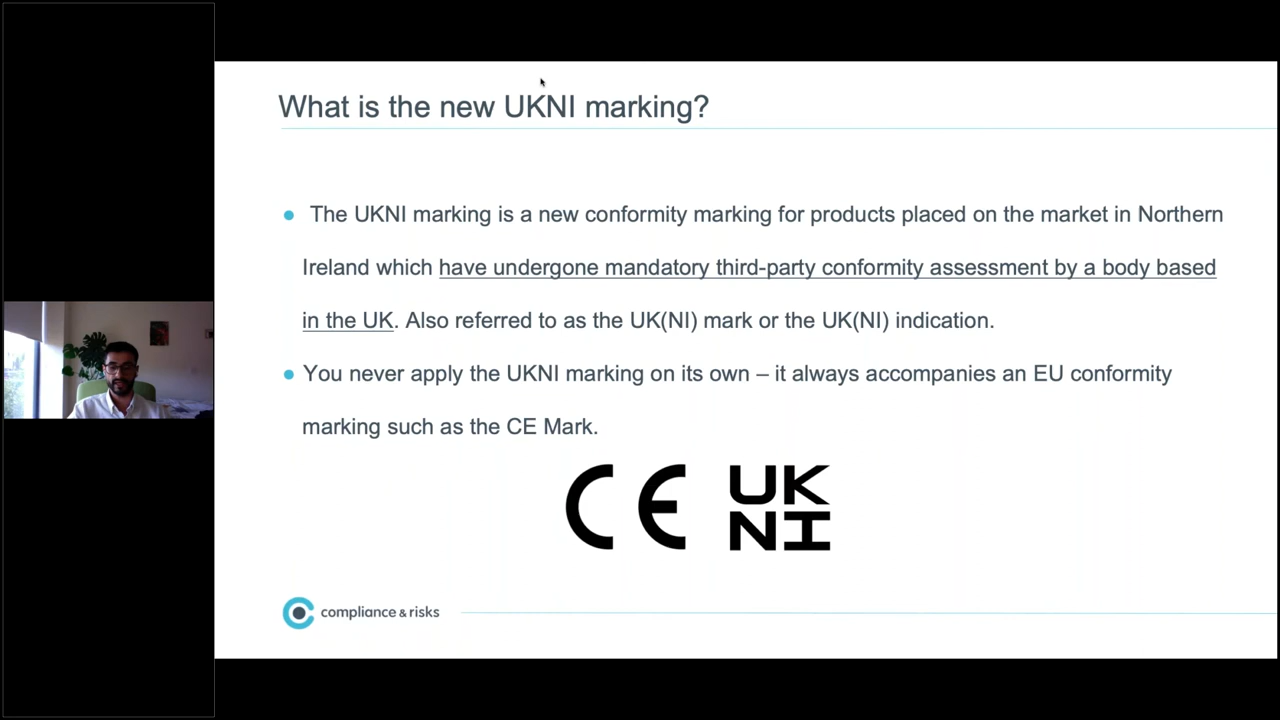 What is the new UKNI marking?
The UKNI marking is a new conformity marking for products placed on the market in Northern
Ireland which have undergone mandatory third-party conformity assessment by a body based
in the UK. Also referred to as the UK(NI) mark or the UK(NI) indication.
You never apply the UKNI marking on its own – it always accompanies an EU conformity
marking such as the CE Mark.
CE
UK
NI
compliance & risks